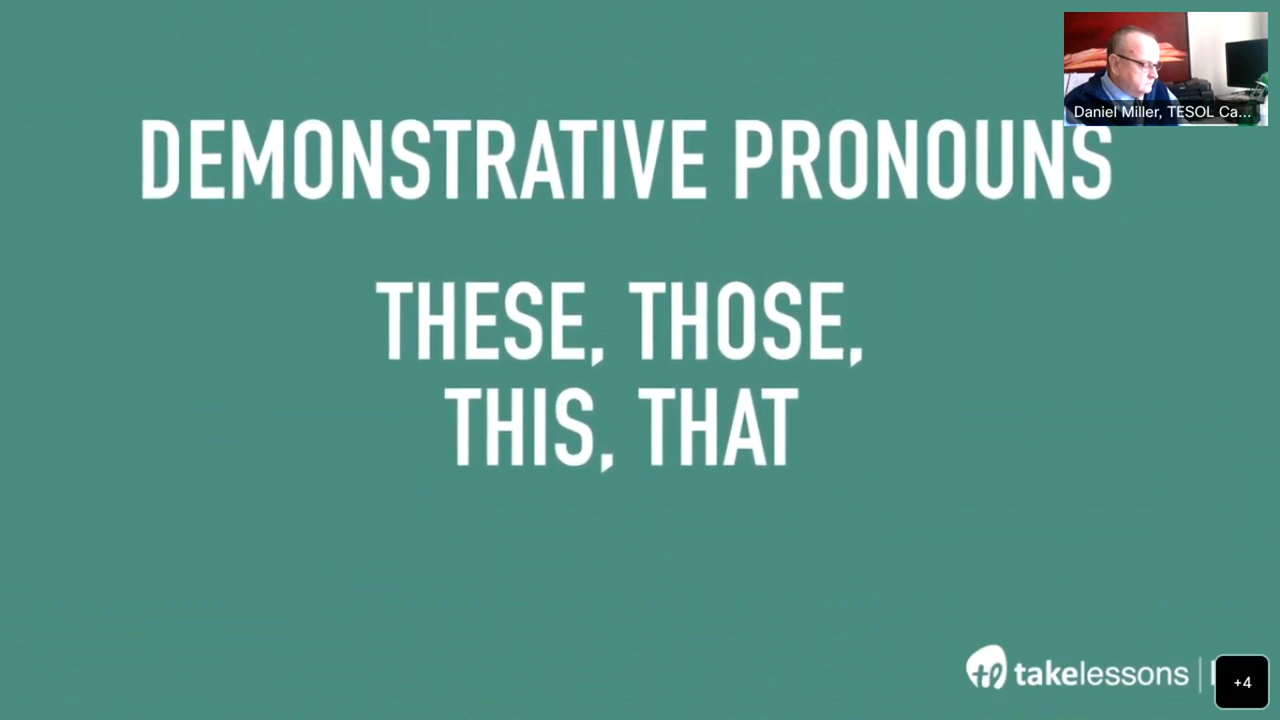 Daniel Miller, TESOL Ca...
DEMONSTRATIVE PRONOUNS
THESE, THOSE,
THIS, THAT
takelessons
+4